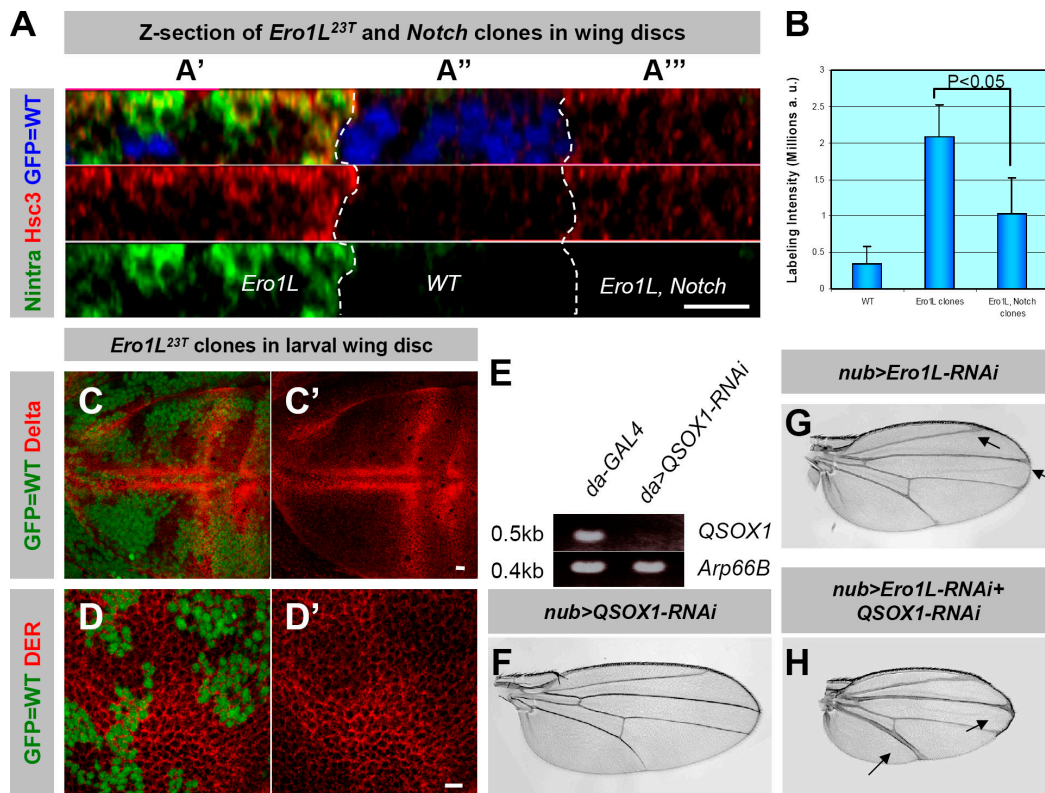 A
Z-section of Ero1L23T and Notch clones in wing discs
A’ A” A’”
Nintra Hsc3 GFP=WT
Ero1L WT Ero1L, Notch
B
P<0.05
Labeling Intensity (Millions a. u.)
3
2.5
2
1.5
1
0.5
0
WT Ero1L clones Ero1L, Notch clones
Ero1L23T clones in larval wing disc
GFP=WT Delta
C C’
GFP=WT DER
D D’
E
da-GAL4 da>QSOX1-RNAi
0.5kb QSOX1
0.4kb Arp66B
nub>QSOX1-RNAi
F
nub>Ero1L-RNAi
G
nub>Ero1L-RNAi+
QSOX1-RNAi
H